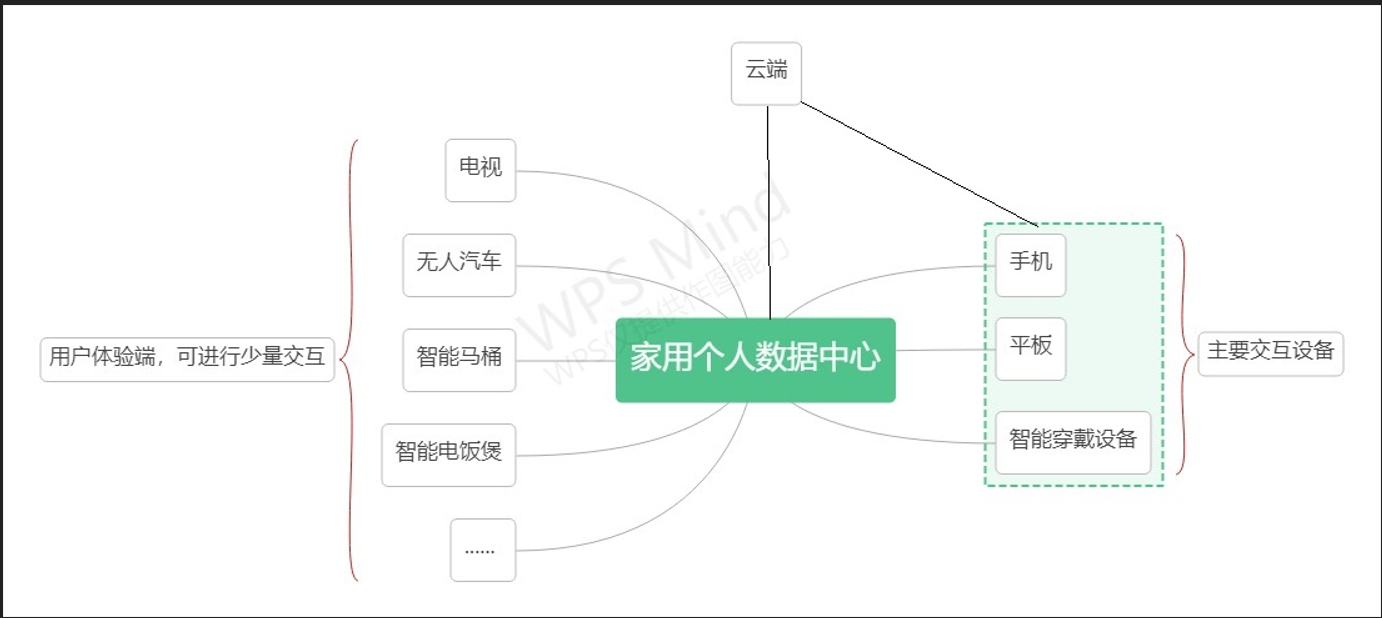 云端
电视
无人汽车
智能马桶
智能电饭煲
......
用户体验端，可进行少量交互
家用个人数据中心
手机
平板
智能穿戴设备
主要交互设备
WPS Mind
WPS仅提供作图能力